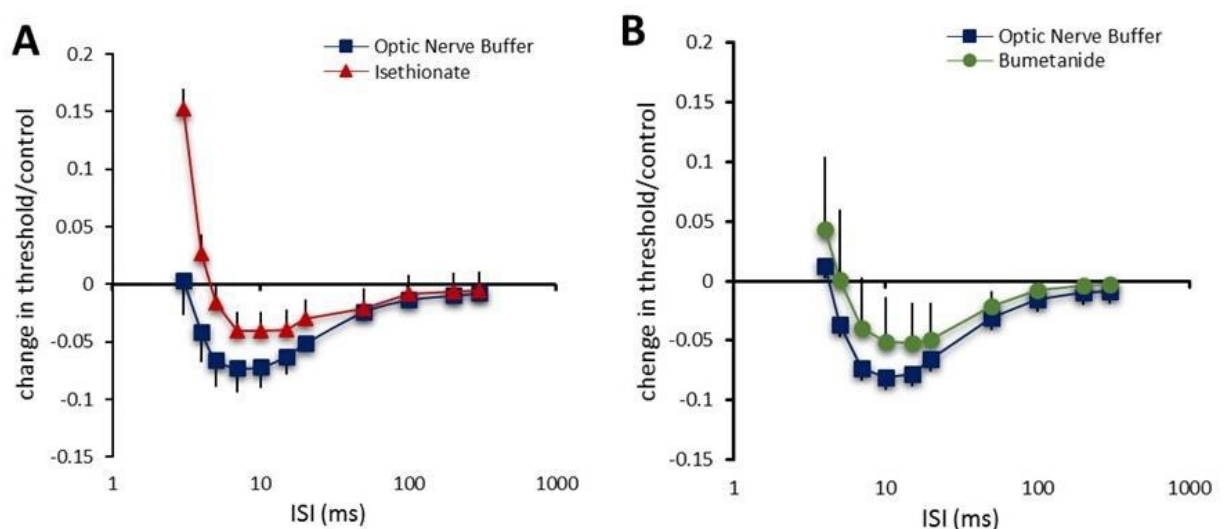 A
Optic Nerve Buffer
Isethionate
change in threshold/control
0.2
0.15
0.1
0.05
0
-0.05
-0.1
-0.15
1
10
100
1000
ISI (ms)
B
Optic Nerve Buffer
Bumetanide
chenge in threshold/control
0.2
0.15
0.1
0.05
0
-0.05
-0.1
-0.15
1
10
100
1000
ISI (ms)